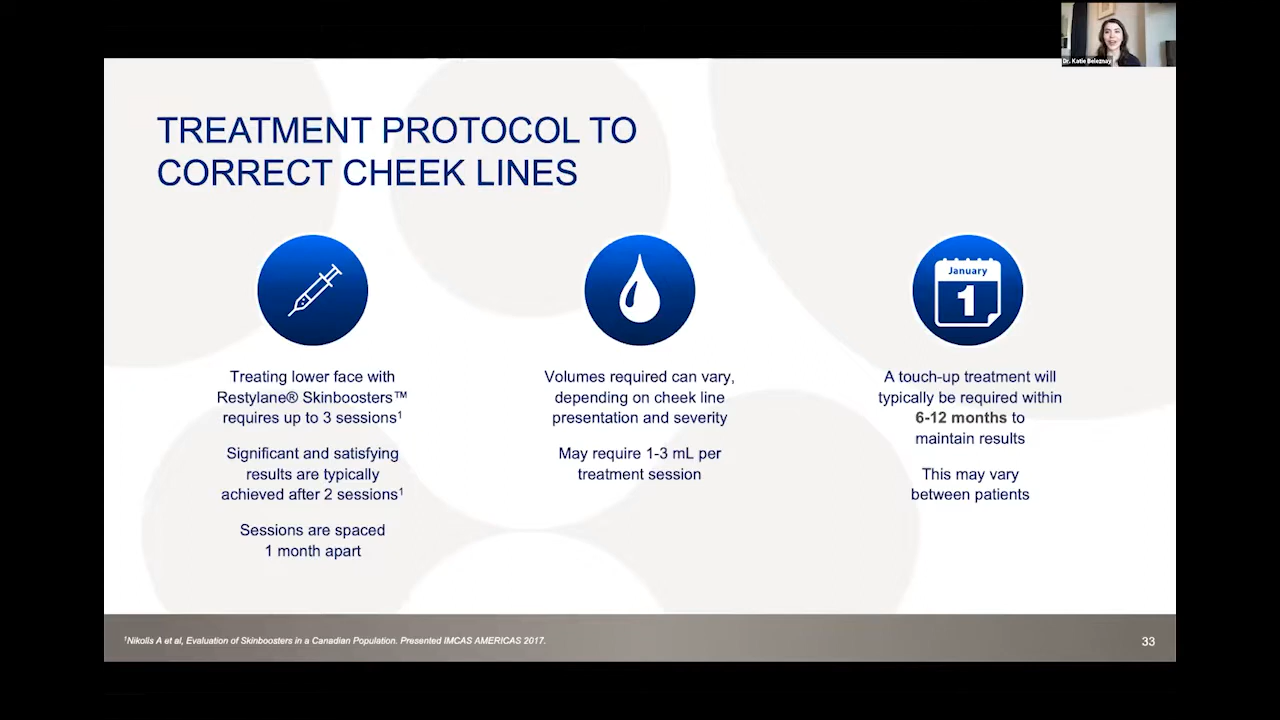 Dr. Katie Beleznay
TREATMENT PROTOCOL TO
CORRECT CHEEK LINES
Treating lower face with
Restylane® Skinboosters™
requires up to 3 sessions¹
Significant and satisfying
results are typically
achieved after 2 sessions¹
Sessions are spaced
1 month apart
Volumes required can vary,
depending on cheek line
presentation and severity
May require 1-3 mL per
treatment session
January
1
A touch-up treatment will
typically be required within
6-12 months to
maintain results
This may vary
between patients
¹Nikolis A et al, Evaluation of Skinboosters in a Canadian Population. Presented IMCAS AMERICAS 2017.
33